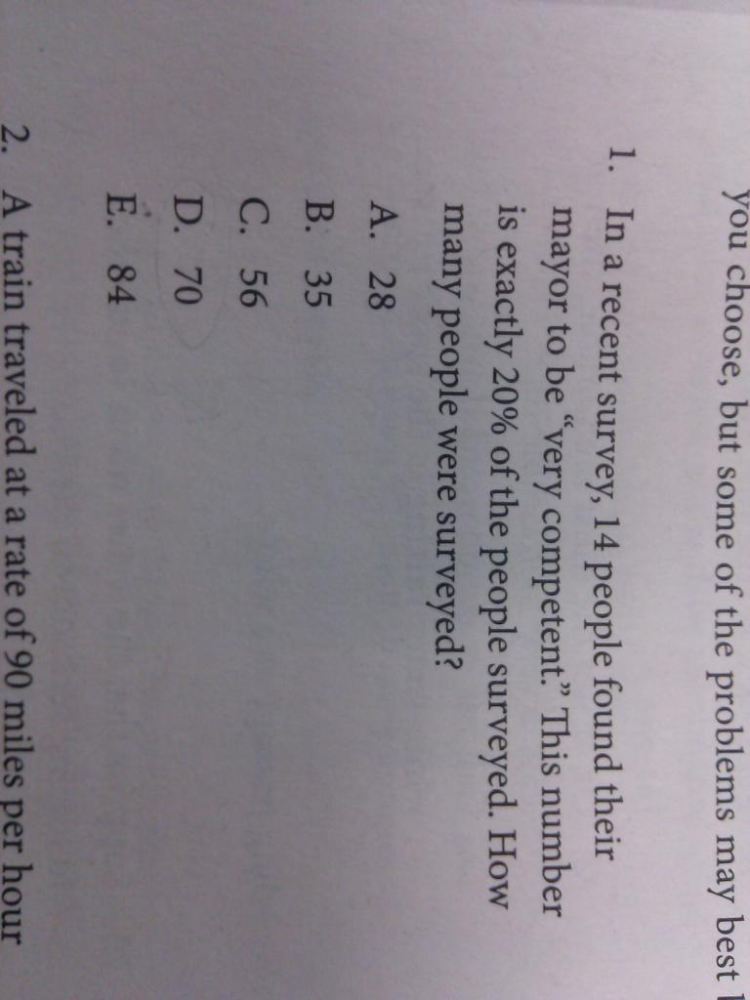 you choose, but some of the problems may best
1. In a recent survey, 14 people found their
mayor to be “very competent.” This number
is exactly 20% of the people surveyed. How
many people were surveyed?
A. 28
B. 35
C. 56
D. 70
E. 84
2. A train traveled at a rate of 90 miles per hour